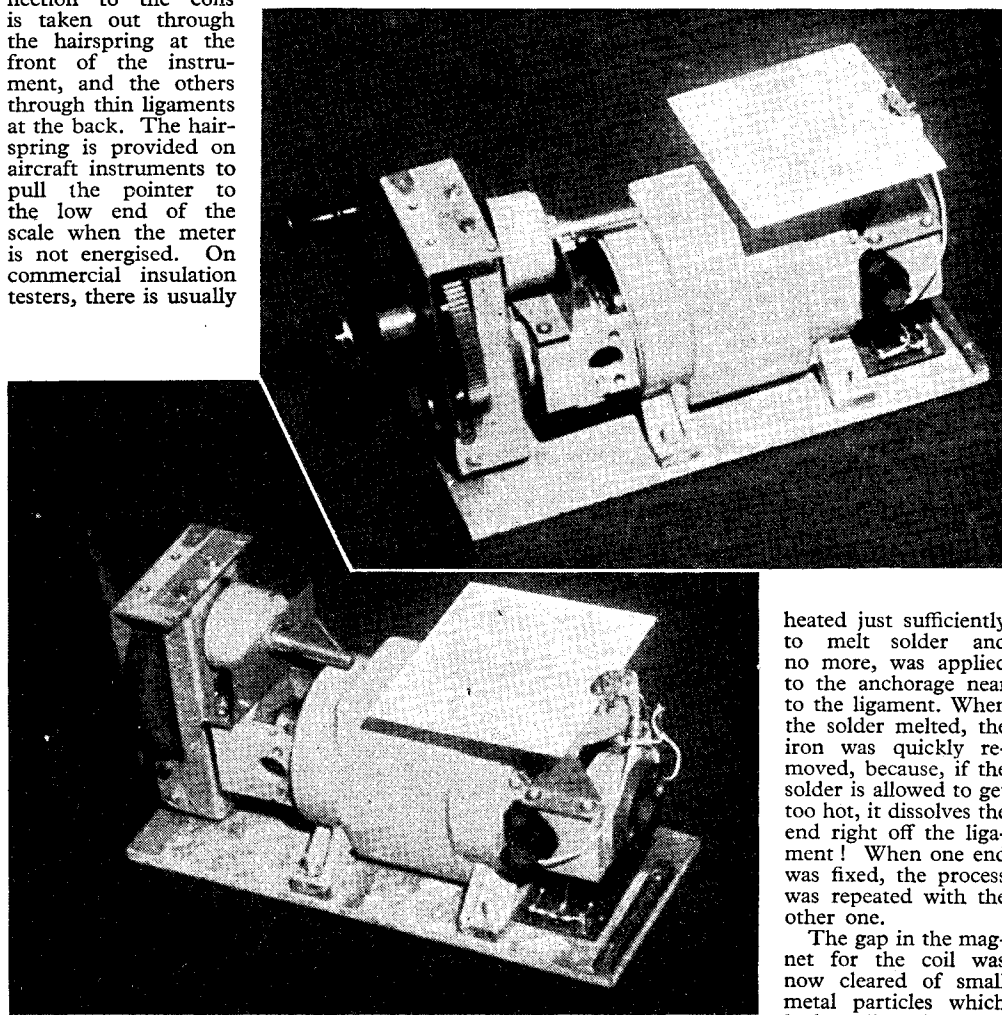 nection to the coils
is taken out through
the hairspring at the
front of the instru-
ment, and the others
through thin ligaments
at the back. The hair-
spring is provided on
aircraft instruments to
pull the pointer to
the low end of the
scale when the meter
is not energised. On
commercial insulation
testers, there is usually
heated just sufficiently
to melt solder and
no more, was applied
to the anchorage near
to the ligament. When
the solder melted, the
iron was quickly re-
moved, because, if the
solder is allowed to get
too hot, it dissolves the
end right off the liga-
ment ! When one end
was fixed, the process
was repeated with the
other one.
The gap in the mag-
net for the coil was
now cleared of small
metal particles which